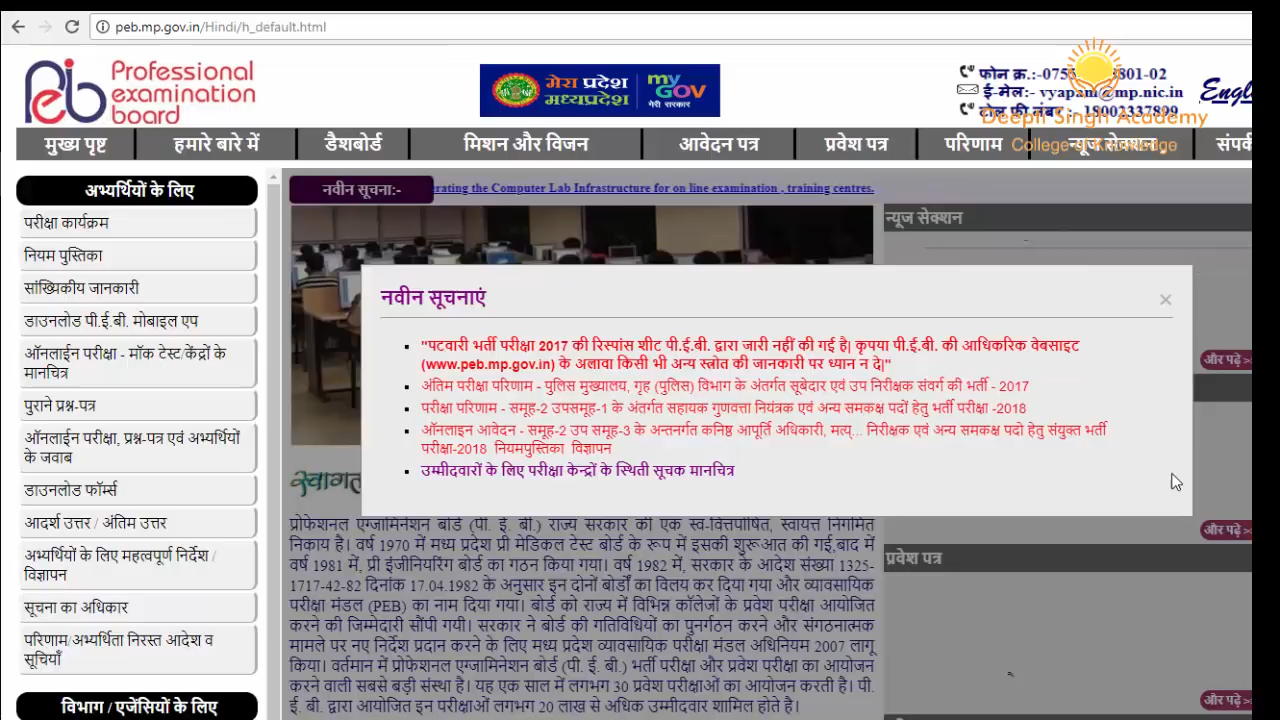 peb.mp.gov.in/Hindi/h_default.html
Professional
examination
board
मेरा प्रदेश
मध्यप्रदेश
my
GOV
मेरी सरकार
फोन क्र.:-0755 801-02
ई-मेल:- vyapam@mp.nic.in
टोल फ्री नंबर :- 18002337899
Engl
Deepti Singh Academy
College of Knowledge
मुख्य पृष्ट
हमारे बारे में
डैशबोर्ड
मिशन और विजन
आवेदन पत्र
प्रवेश पत्र
परिणाम
न्यूज सेक्शन
संपर्क
अभ्यर्थियों के लिए
परीक्षा कार्यक्रम
नियम पुस्तिका
सांख्यिकीय जानकारी
डाउनलोड पी.ई.बी. मोबाइल एप
ऑनलाईन परीक्षा - मॉक टेस्ट/केंद्रों के
मानचित्र
पुराने प्रश्न-पत्र
ऑनलाईन परीक्षा, प्रश्न-पत्र एवं अभ्यर्थियों
के जवाब
डाउनलोड फॉर्म्स
आदर्श उत्तर / अंतिम उत्तर
अभ्यर्थियों के लिए महत्वपूर्ण निर्देश /
विज्ञापन
सूचना का अधिकार
परिणाम/अभ्यर्थिता निरस्त आदेश व
सूचियाँ
विभाग / एजेंसियों के लिए
नवीन सूचना:-
erating the Computer Lab Infrastructure for on line examination , training centres.
न्यूज सेक्शन
नवीन सूचनाएं
×
"पटवारी भर्ती परीक्षा 2017 की रिस्पांस शीट पी.ई.बी. द्वारा जारी नहीं की गई है| कृपया पी.ई.बी. की आधिकरिक वेबसाइट
(www.peb.mp.gov.in) के अलावा किसी भी अन्य स्त्रोत की जानकारी पर ध्यान न दे|"
अंतिम परीक्षा परिणाम - पुलिस मुख्यालय, गृह (पुलिस) विभाग के अंतर्गत सूबेदार एवं उप निरीक्षक संवर्ग की भर्ती - 2017
परीक्षा परिणाम - समूह-2 उपसमूह-1 के अंतर्गत सहायक गुणवत्ता नियंत्रक एवं अन्य समकक्ष पदों हेतु भर्ती परीक्षा -2018
ऑनलाइन आवेदन - समूह-2 उप समूह-3 के अन्तनर्गत कनिष्ठ आपूर्ति अधिकारी, मत्य्... निरीक्षक एवं अन्य समकक्ष पदो हेतु संयुक्त भर्ती
परीक्षा-2018 नियमपुस्तिका विज्ञापन
उम्मीदवारों के लिए परीक्षा केन्द्रों के स्थिती सूचक मानचित्र
और पढ़े >
स्वागत
प्रोफेशनल एग्जामिनेशन बोर्ड (पी. ई. बी.) राज्य सरकार की एक स्व-वित्तपोषित, स्वायत्त निगमित
निकाय है। वर्ष 1970 में मध्य प्रदेश प्री मेडिकल टेस्ट बोर्ड के रूप में इसकी शुरूआत की गई,बाद में
वर्ष 1981 में, प्री इंजीनियरिंग बोर्ड का गठन किया गया। वर्ष 1982 में, सरकार के आदेश संख्या 1325-
1717-42-82 दिनांक 17.04.1982 के अनुसार इन दोनों बोर्डों का विलय कर दिया गया और व्यावसायिक
परीक्षा मंडल (PEB) का नाम दिया गया। बोर्ड को राज्य में विभिन्न कॉलेजों के प्रवेश परीक्षा आयोजित
करने की जिम्मेदारी सौंपी गयी। सरकार ने बोर्ड की गतिविधियों का पुनर्गठन करने और संगठनात्मक
मामले पर नए निर्देश प्रदान करने के लिए मध्य प्रदेश व्यावसायिक परीक्षा मंडल अधिनियम 2007 लागू
किया। वर्तमान में प्रोफेशनल एग्जामिनेशन बोर्ड (पी. ई. बी.) भर्ती परीक्षा और प्रवेश परीक्षा का आयोजन
करने वाली सबसे बड़ी संस्था है। यह एक साल में लगभग 30 प्रवेश परीक्षाओं का आयोजन करती है। पी.
ई. बी. द्वारा आयोजित इन परीक्षाओं लगभग 20 लाख से अधिक उम्मीदवार शामिल होते है।
और पढ़े >
प्रवेश पत्र
और पढ़े >